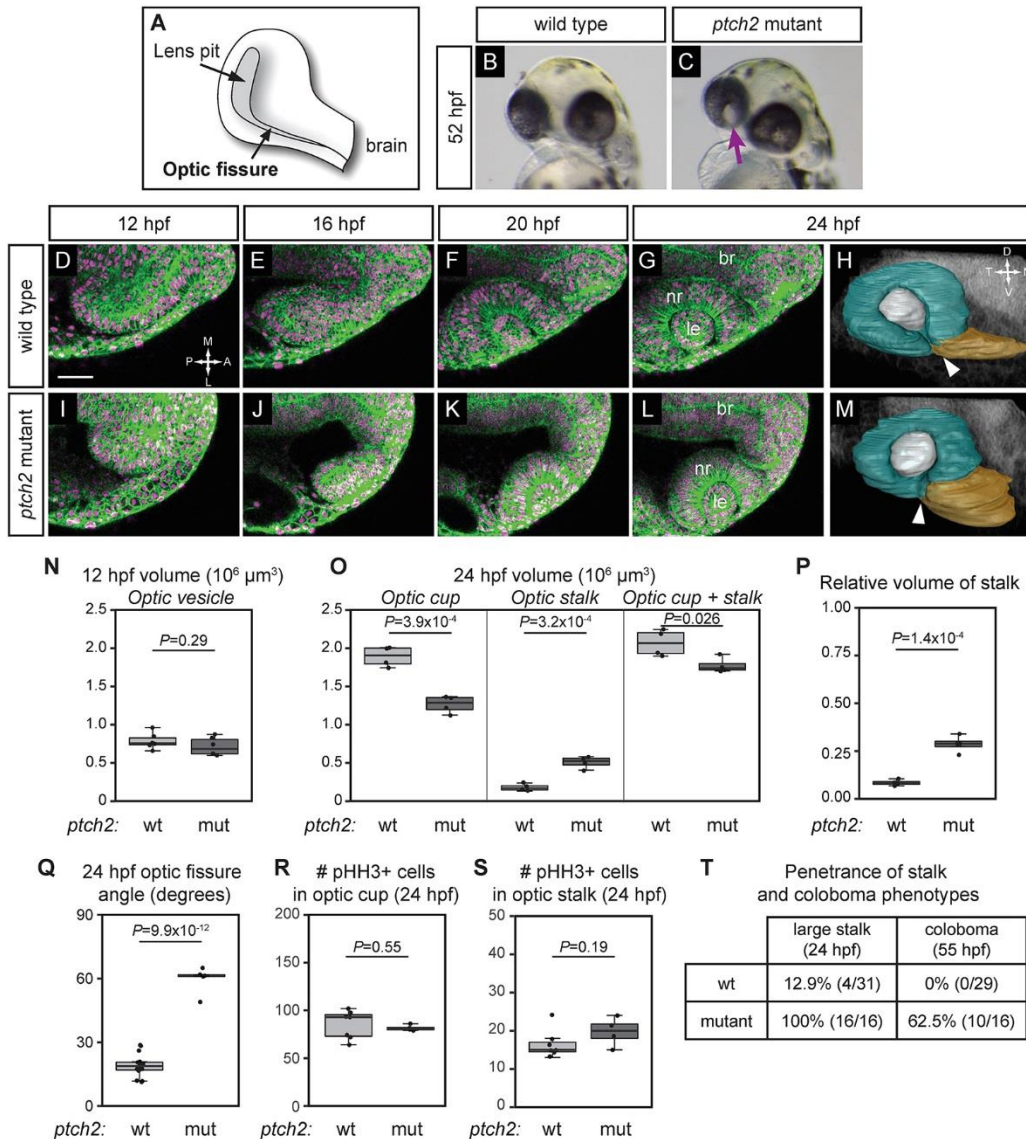 A
Lens pit
Optic fissure
brain
wild type
ptch2 mutant
52 hpf
B
C
12 hpf
16 hpf
20 hpf
24 hpf
wild type
D
M
P A
L
E
F
G
br
nr
le
H
D
T N
V
ptch2 mutant
I
J
K
L
br
nr
le
M
N
12 hpf volume (10⁶ µm³)
Optic vesicle
2.5
2.0
1.5
1.0
0.5
0
P=0.29
ptch2: wt mut
O
24 hpf volume (10⁶ µm³)
Optic cup Optic stalk Optic cup + stalk
2.5
2.0
1.5
1.0
0.5
0
P=3.9x10⁻⁴ P=3.2x10⁻⁴ P=0.026
ptch2: wt mut wt mut wt mut
P
Relative volume of stalk
1.00
0.75
0.50
0.25
0.00
P=1.4x10⁻⁴
ptch2: wt mut
Q
24 hpf optic fissure
angle (degrees)
90
60
30
0
P=9.9x10⁻¹²
ptch2: wt mut
R
# pHH3+ cells
in optic cup (24 hpf)
200
150
100
50
0
P=0.55
wt mut
S
# pHH3+ cells
in optic stalk (24 hpf)
50
40
30
20
10
0
P=0.19
wt mut
T
Penetrance of stalk
and coloboma phenotypes
large stalk
(24 hpf)
coloboma
(55 hpf)
wt
12.9% (4/31)
0% (0/29)
mutant
100% (16/16)
62.5% (10/16)